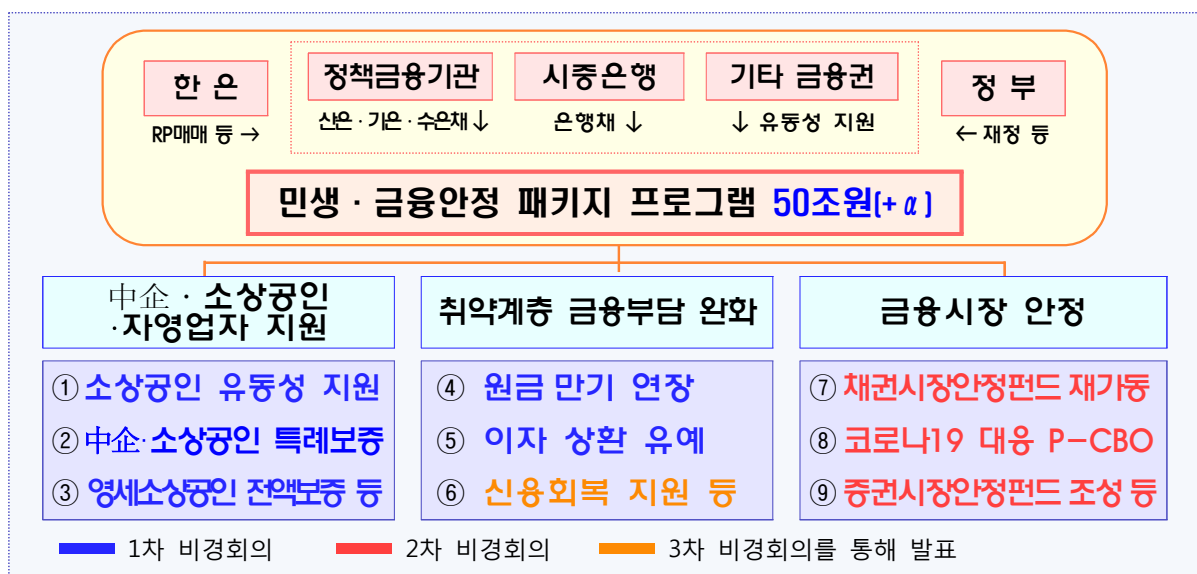 한 은
정책금융기관
시중은행
기타 금융권
정 부
RP매매 등 →
산은·기은·수은채 ↓
은행채 ↓
↓ 유동성 지원
← 재정 등
민생·금융안정 패키지 프로그램 50조원(+α)
中企·소상공인
·자영업자 지원
① 소상공인 유동성 지원
② 中企·소상공인 특례보증
③ 영세소상공인 전액보증 등
취약계층 금융부담 완화
④ 원금 만기 연장
⑤ 이자 상환 유예
⑥ 신용회복 지원 등
금융시장 안정
⑦ 채권시장안정펀드 재가동
⑧ 코로나19 대응 P-CBO
⑨ 증권시장안정펀드 조성 등
1차 비경회의
2차 비경회의
3차 비경회의를 통해 발표